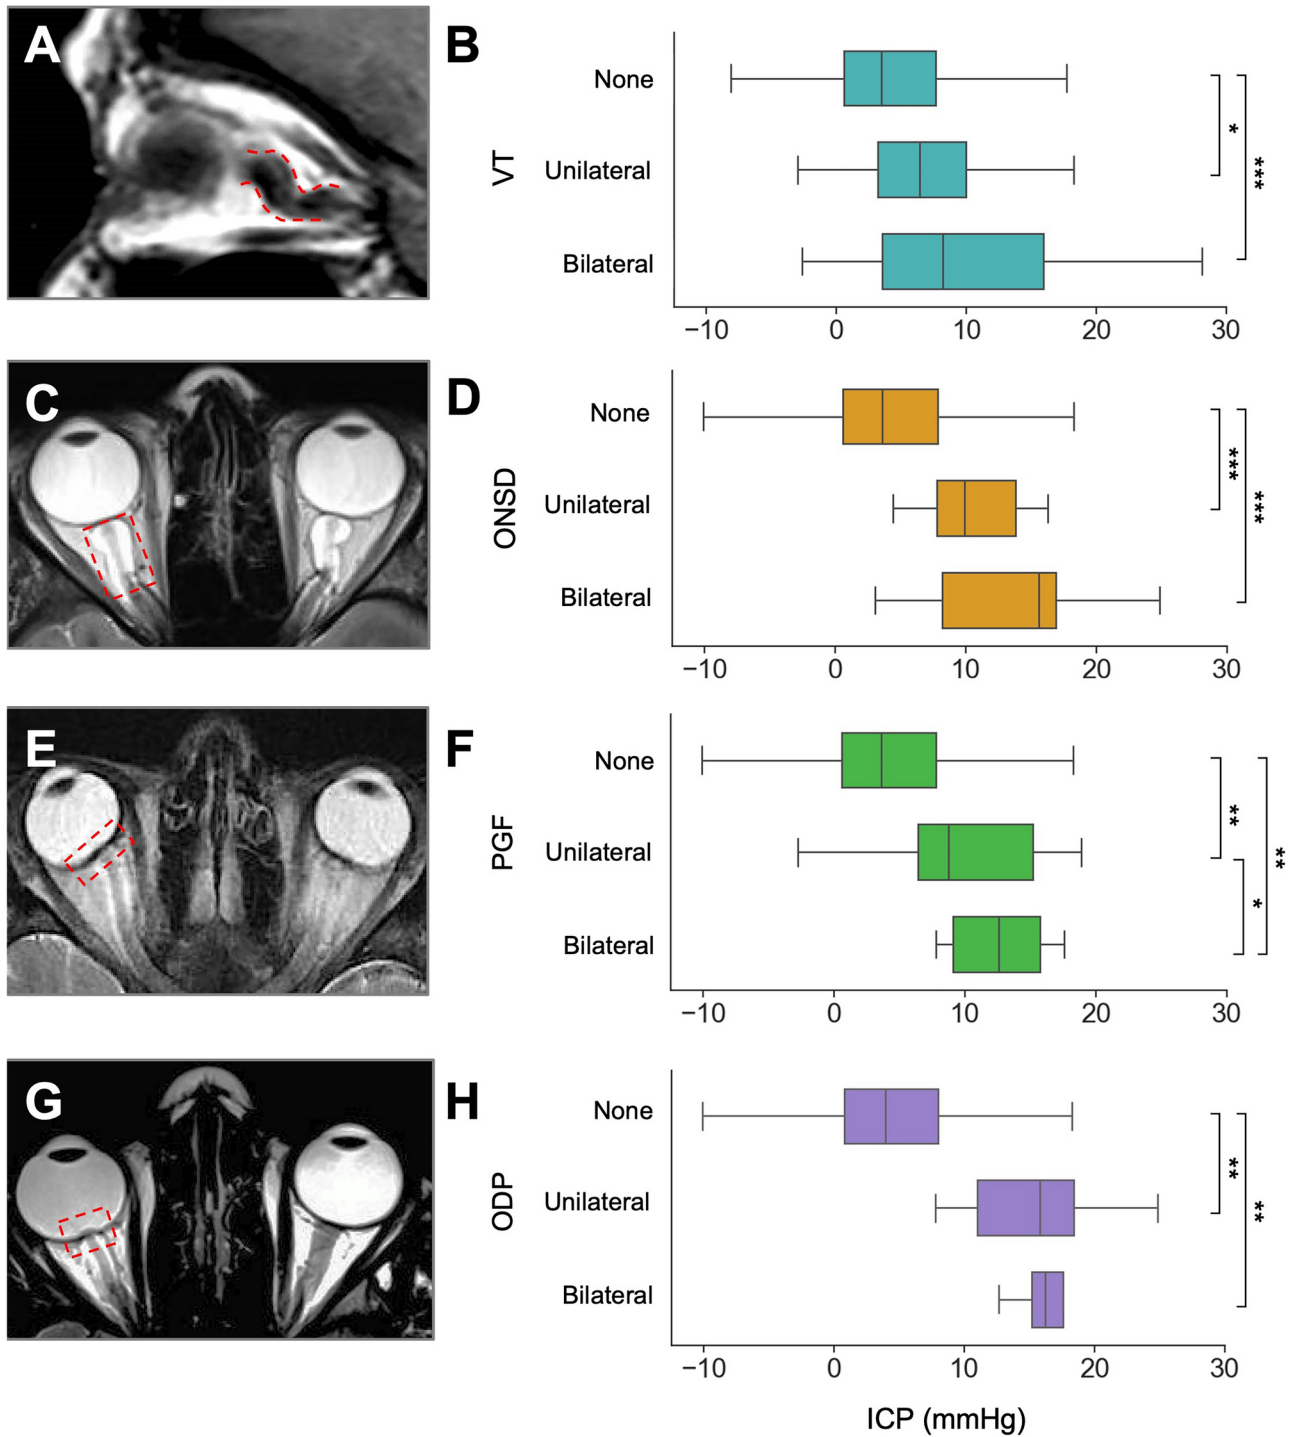 A
B
VT
None
Unilateral
Bilateral
*
***
−10 0 10 20 30
C
D
ONSD
None
Unilateral
Bilateral
***
***
−10 0 10 20 30
E
F
PGF
None
Unilateral
Bilateral
**
*
**
−10 0 10 20 30
G
H
ODP
None
Unilateral
Bilateral
**
**
−10 0 10 20 30
ICP (mmHg)